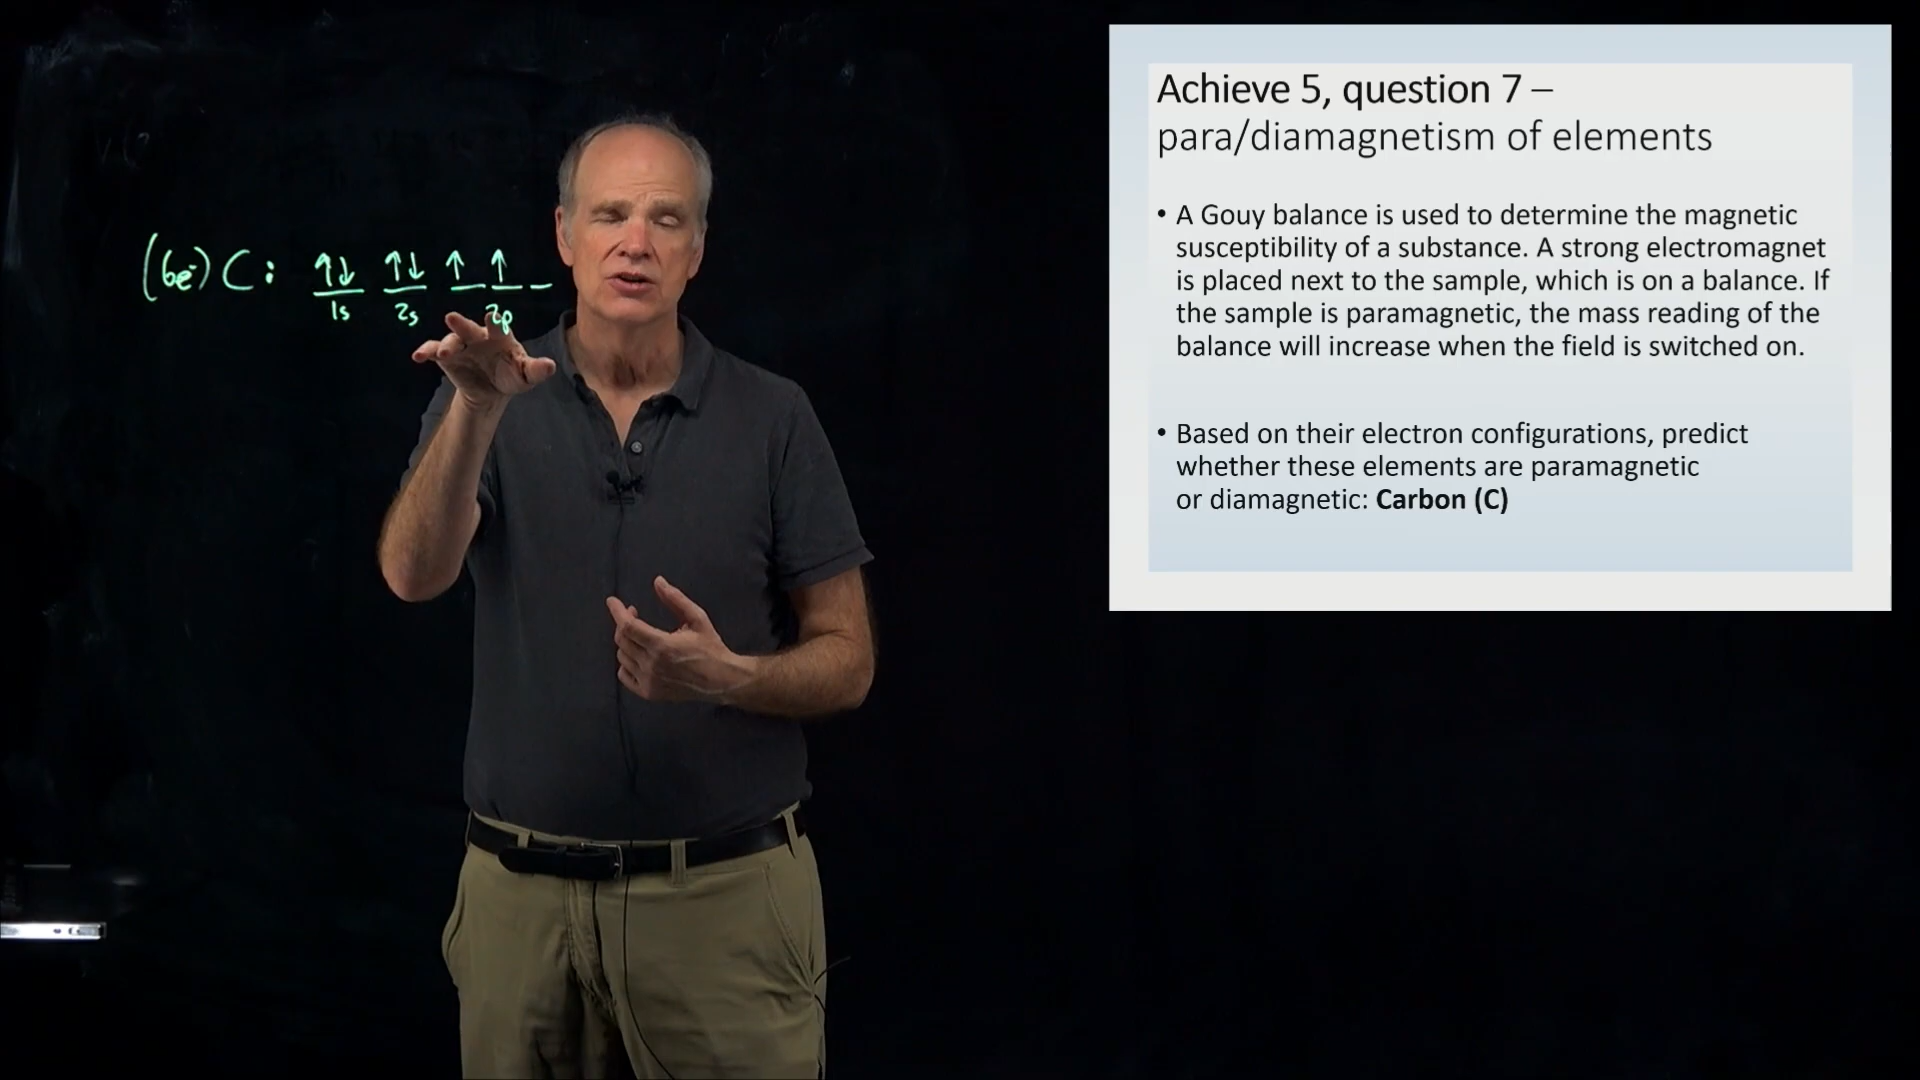 (6e⁻) C: ↑↓ ↑↓ ↑ ↑
1s 2s 2p
Achieve 5, question 7 –
para/diamagnetism of elements
• A Gouy balance is used to determine the magnetic
susceptibility of a substance. A strong electromagnet
is placed next to the sample, which is on a balance. If
the sample is paramagnetic, the mass reading of the
balance will increase when the field is switched on.
• Based on their electron configurations, predict
whether these elements are paramagnetic
or diamagnetic: Carbon (C)